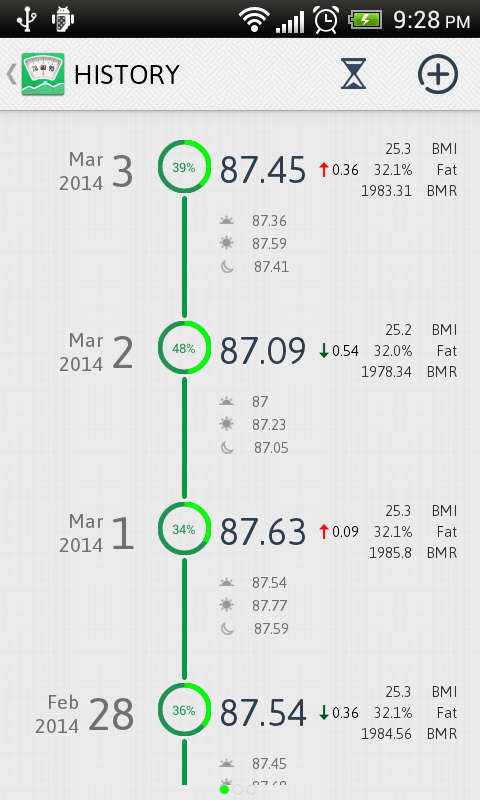 9:28 PM
HISTORY
Mar 2014 3 39% 87.45 0.36
25.3 BMI
32.1% Fat
1983.31 BMR
87.36
87.59
87.41
Mar 2014 2 48% 87.09 0.54
25.2 BMI
32.0% Fat
1978.34 BMR
87
87.23
87.05
Mar 2014 1 34% 87.63 0.09
25.3 BMI
32.1% Fat
1985.8 BMR
87.54
87.77
87.59
Feb 2014 28 36% 87.54 0.36
25.3 BMI
32.1% Fat
1984.56 BMR
87.45